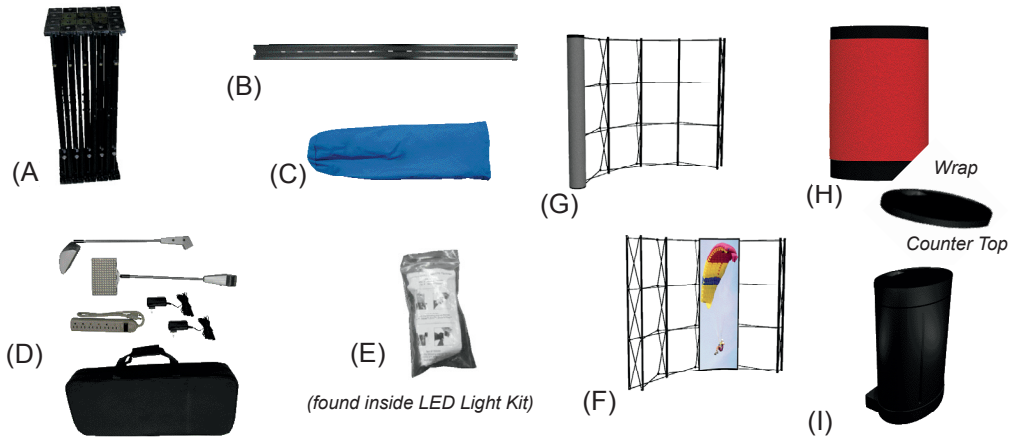 (A
(B)
(C)
(D)
(E)
(found inside LED Light Kit)
(G)
(F)
(H)
Wrap
Counter Top
(I)